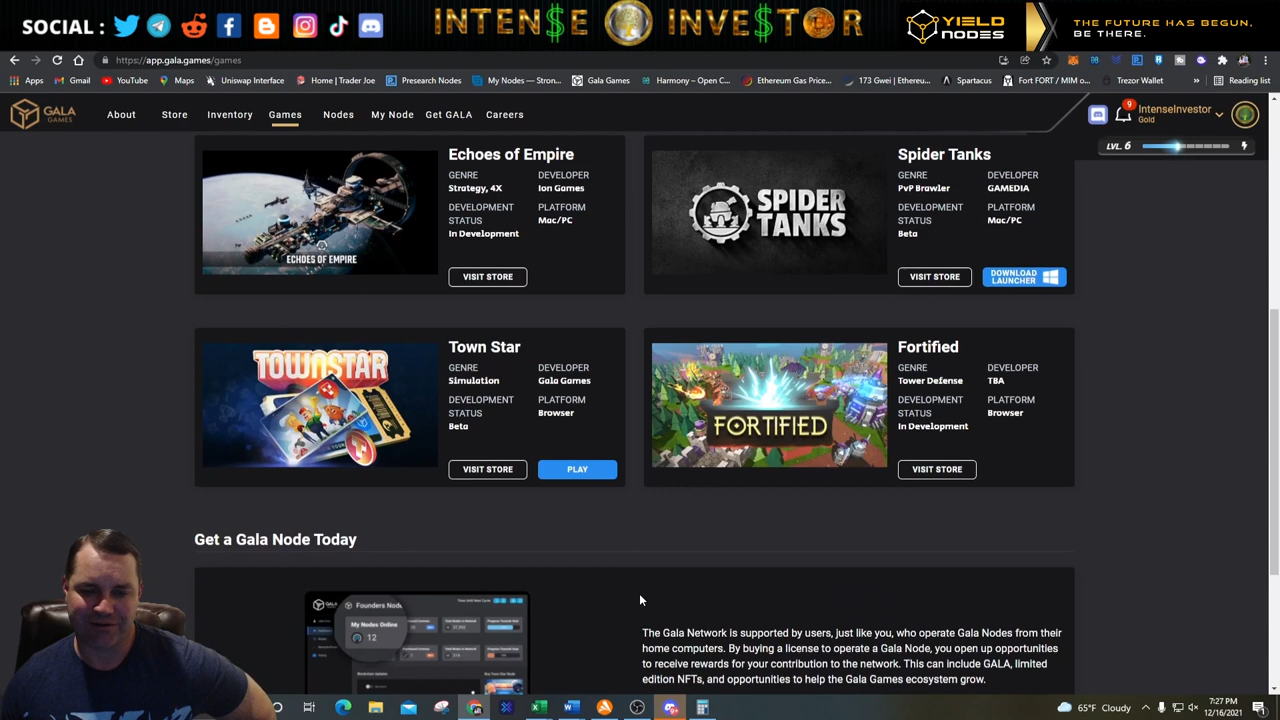 SOCIAL :
INTEN$E INVE$TOR
YIELD NODES
THE FUTURE HAS BEGUN,
BE THERE.
https://app.gala.games/games
Apps Gmail YouTube Maps Uniswap Interface Home | Trader Joe Presearch Nodes My Nodes — Stron... Gala Games Harmony – Open C... Ethereum Gas Price... 173 Gwei | Ethereu... Spartacus Fort FORT / MIM o... Trezor Wallet » Reading list
GALA GAMES
About Store Inventory Games Nodes My Node Get GALA Careers
9
IntenseInvestor
Gold
LVL. 6
Echoes of Empire
GENRE DEVELOPER
Strategy, 4X Ion Games
DEVELOPMENT PLATFORM
STATUS Mac/PC
In Development
ECHOES OF EMPIRE
VISIT STORE
Spider Tanks
GENRE DEVELOPER
PvP Brawler GAMEDIA
DEVELOPMENT PLATFORM
STATUS Mac/PC
Beta
SPIDER
TANKS
VISIT STORE
DOWNLOAD
LAUNCHER
Town Star
GENRE DEVELOPER
Simulation Gala Games
DEVELOPMENT PLATFORM
STATUS Browser
Beta
TOWN STAR
VISIT STORE PLAY
Fortified
GENRE DEVELOPER
Tower Defense TBA
DEVELOPMENT PLATFORM
STATUS Browser
In Development
FORTIFIED
VISIT STORE
Get a Gala Node Today
GALA
Founders Node
My Nodes Online
12
The Gala Network is supported by users, just like you, who operate Gala Nodes from their
home computers. By buying a license to operate a Gala Node, you open up opportunities
to receive rewards for your contribution to the network. This can include GALA, limited
edition NFTs, and opportunities to help the Gala Games ecosystem grow.
65°F Cloudy
7:27 PM
12/16/2021